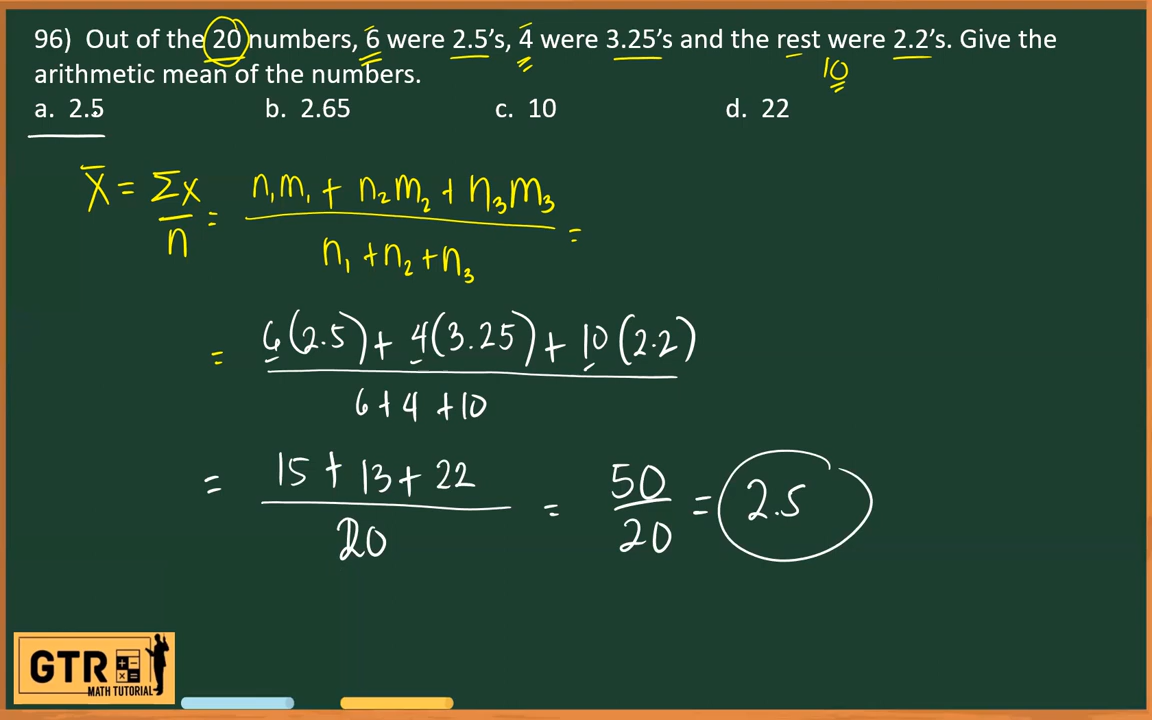 96) Out of the 20 numbers, 6 were 2.5's, 4 were 3.25's and the rest were 2.2's. Give the
10
arithmetic mean of the numbers.
a. 2.5 b. 2.65 c. 10 d. 22
X̄ = Σx/n = (n₁m₁ + n₂m₂ + n₃m₃)/(n₁ + n₂ + n₃) =
= (6(2.5) + 4(3.25) + 10(2.2))/(6 + 4 + 10)
= (15 + 13 + 22)/20 = 50/20 = 2.5
GTR
MATH TUTORIAL